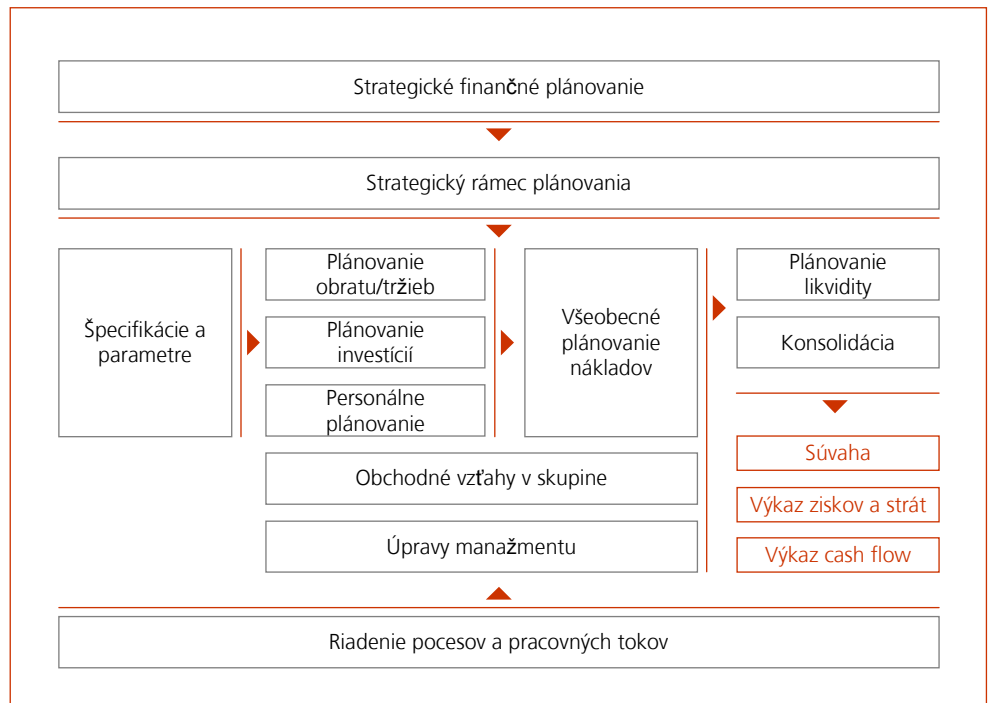 Strategické finančné plánovanie
Strategický rámec plánovania
Špecifikácie a
parametre
Plánovanie
obratu/tržieb
Plánovanie
investícií
Personálne
plánovanie
Všeobecné
plánovanie
nákladov
Obchodné vzťahy v skupine
Úpravy manažmentu
Plánovanie
likvidity
Konsolidácia
Súvaha
Výkaz ziskov a strát
Výkaz cash flow
Riadenie pocesov a pracovných tokov